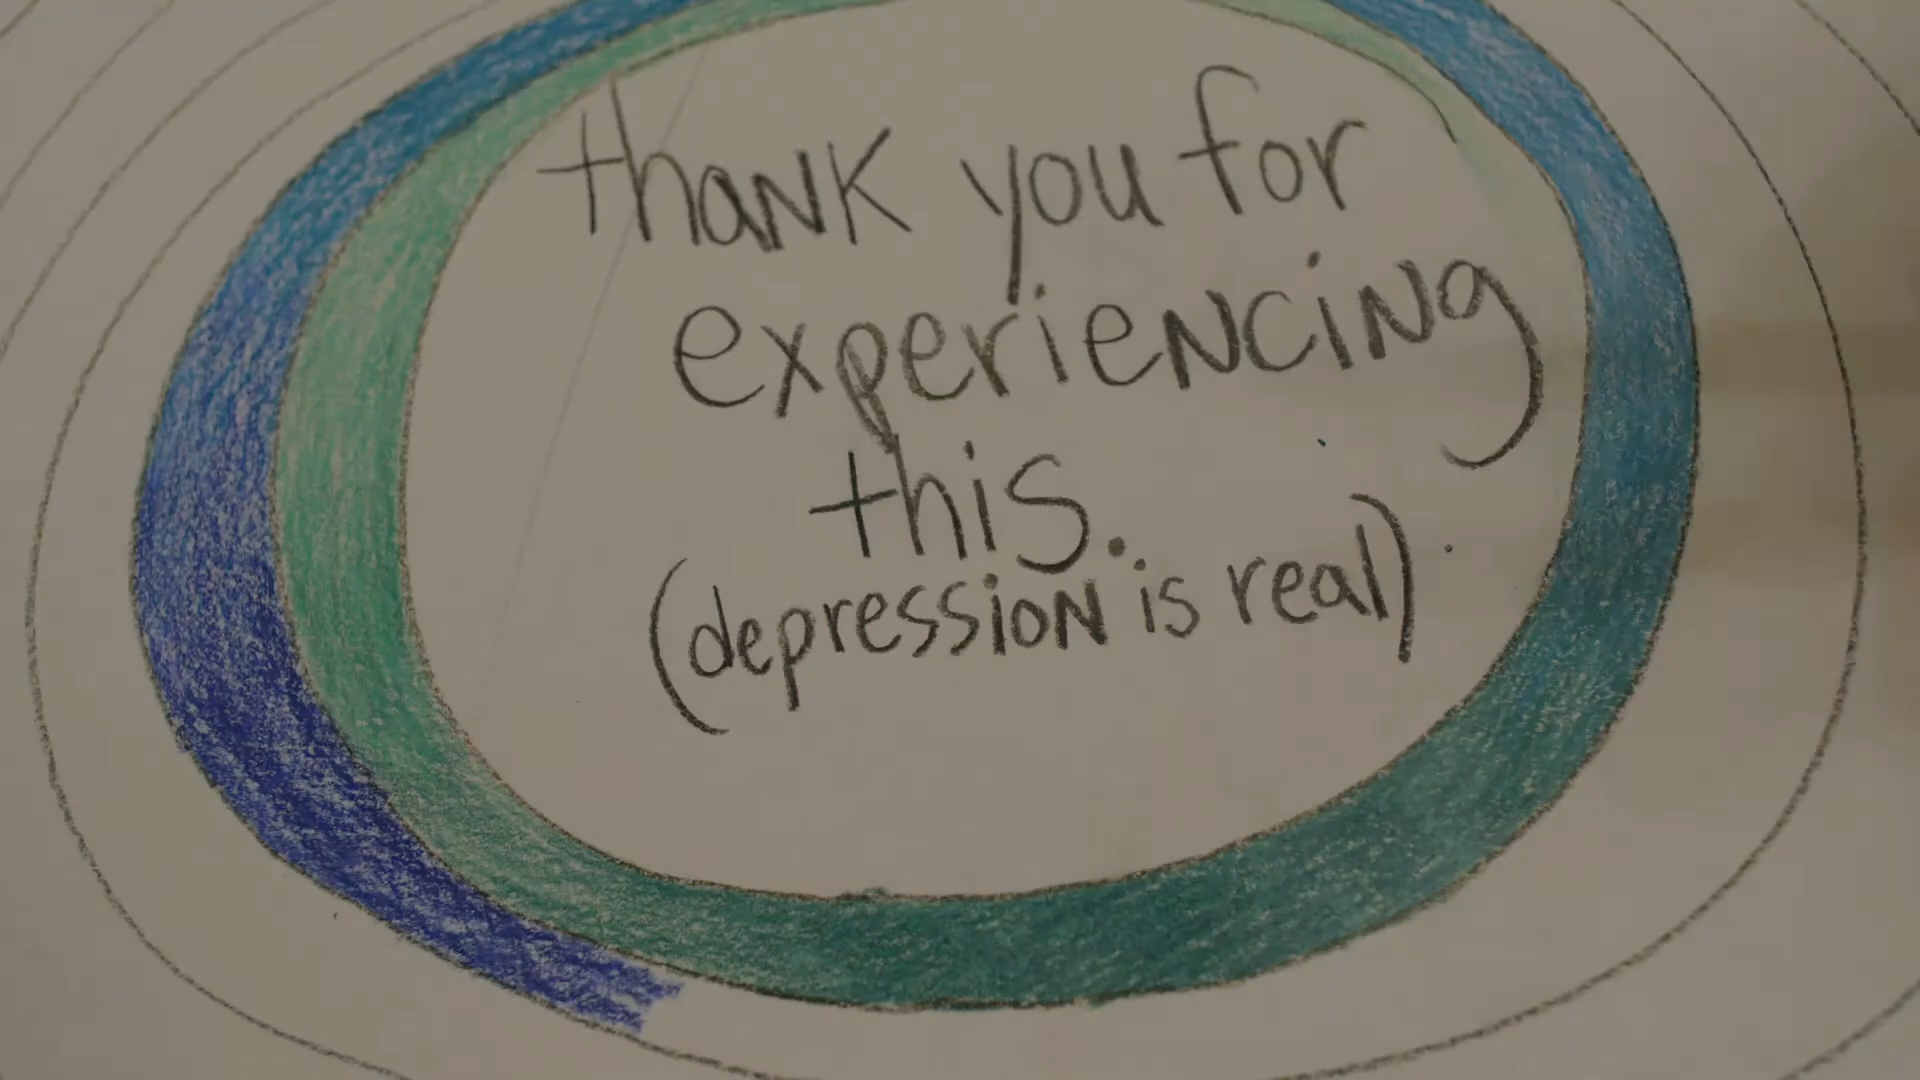 thank you for
experiencing
this.
(depression is real)